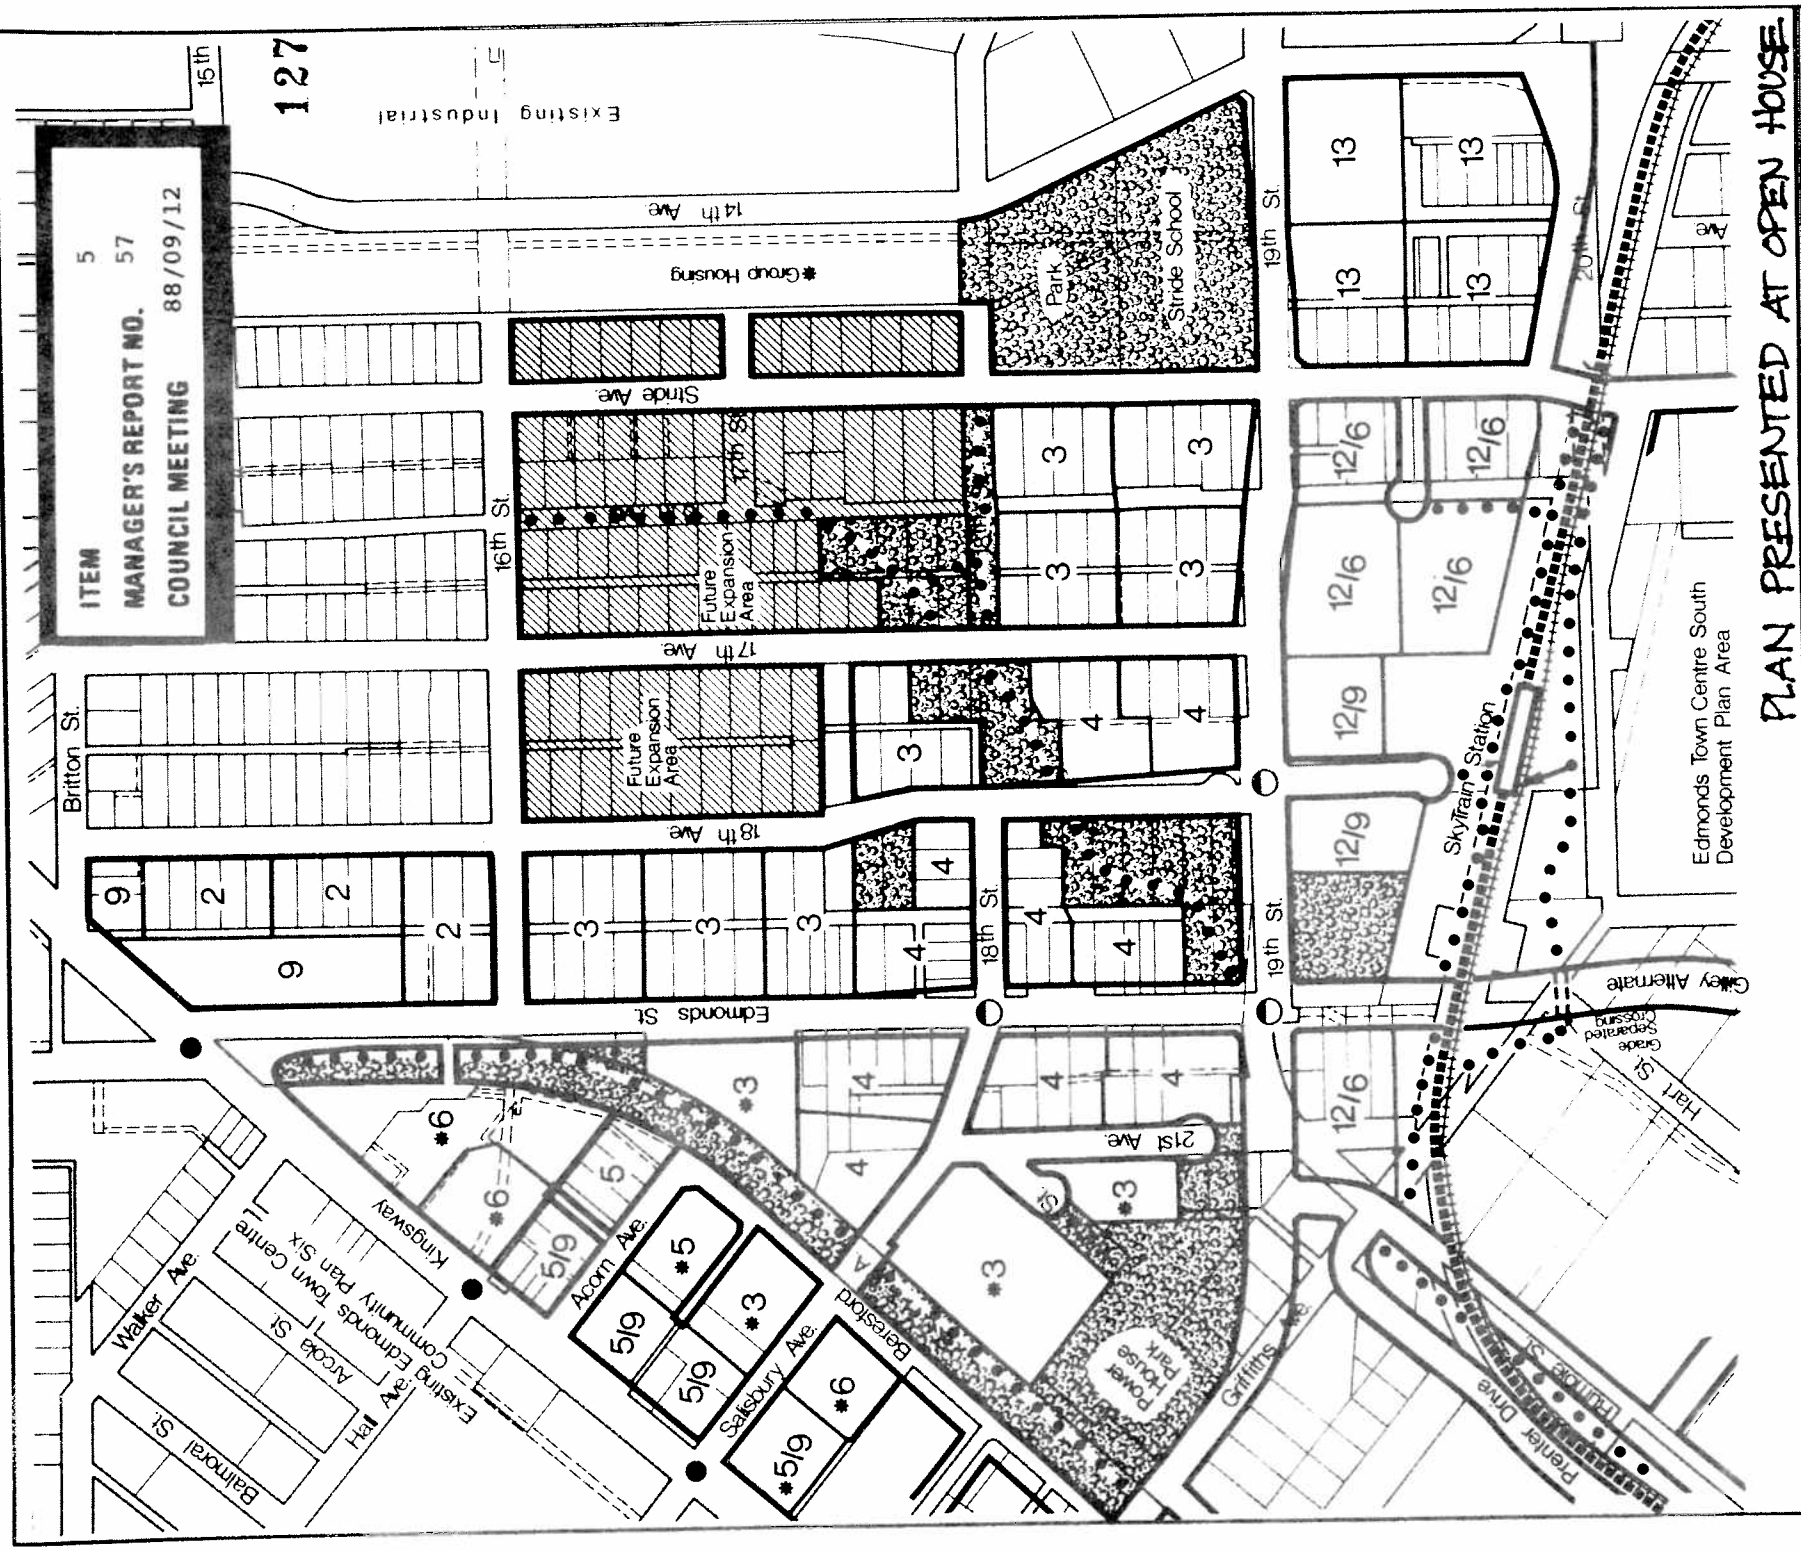 127
ITEM 5
MANAGER'S REPORT NO. 57
COUNCIL MEETING 88/09/12
15th
Existing Industrial
14th Ave.
*Group Housing
Park
Stride School
19th St.
13
13
13
13
20th St.
Ave
PLAN PRESENTED AT OPEN HOUSE
Stride Ave.
17th St.
16th St.
3
3
3
3
12/6
12/6
12/6
12/6
Future
Expansion
Area
17th Ave.
Britton St.
Future
Expansion
Area
3
4
4
12/9
12/9
SkyTrain Station
Edmonds Town Centre South
Development Plan Area
18th Ave.
9
2
2
2
9
3
3
3
4
4
18th St.
4
4
19th St.
Edmonds St.
Gilley Alternate
Grade
Separated
Crossing
Hart St.
*6
*6
5
5/9
*3
4
4
4
4
21st Ave.
12/6
*3
St.
*3
A
Kingsway
Acorn Ave.
*5
5/9
*3
5/9
Salisbury Ave.
Beresford
*6
*5/9
Power
House
Park
Griffiths Ave.
Prenter Drive
Rumble St.
Walker Ave.
Arcola St.
Hall Ave.
Balmoral St.
Existing Edmonds Town Centre
Community Plan Six